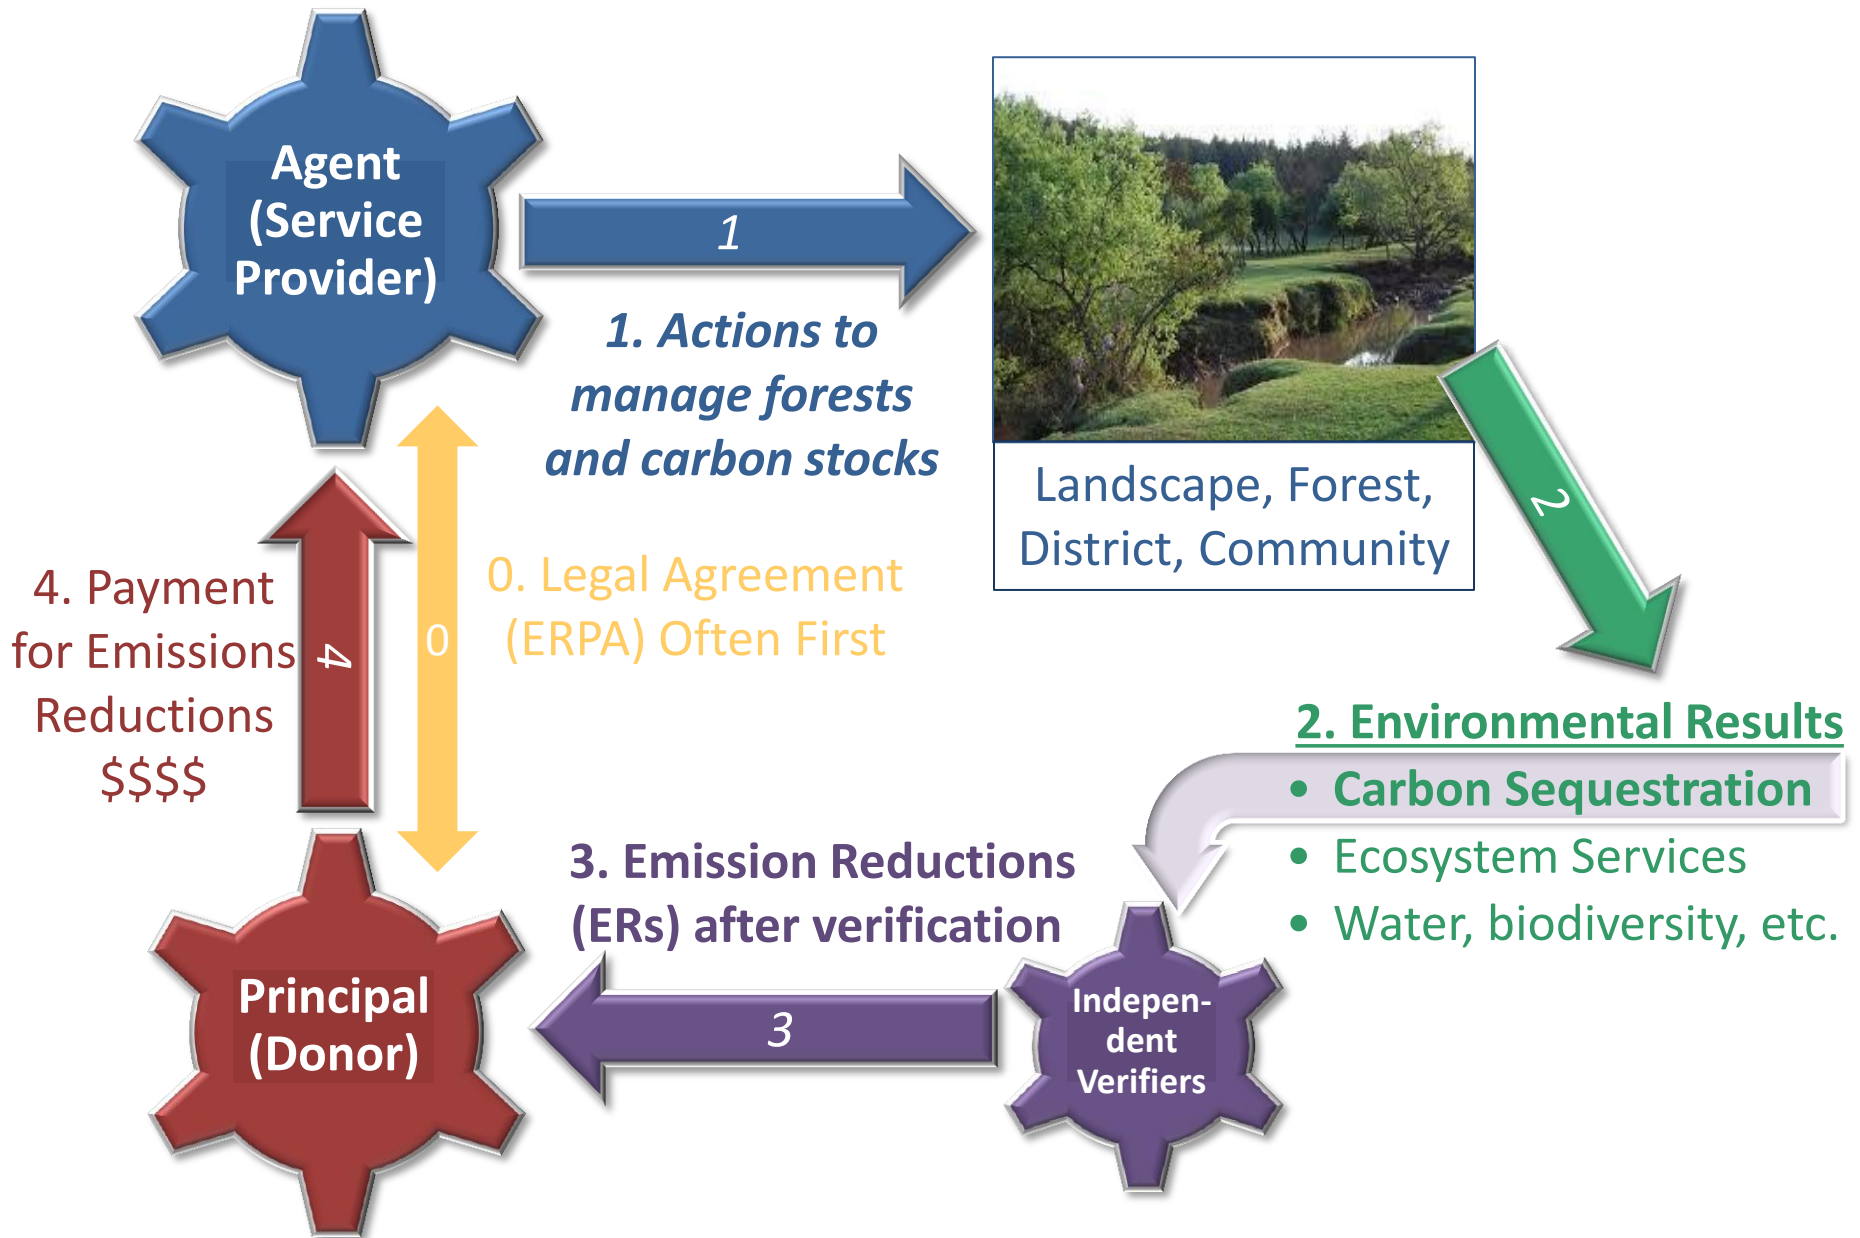 Agent
(Service
Provider)
1
1. Actions to
manage forests
and carbon stocks
Landscape, Forest,
District, Community
2
0. Legal Agreement
(ERPA) Often First
0
4. Payment
for Emissions
Reductions
$$$$
4
2. Environmental Results
• Carbon Sequestration
• Ecosystem Services
• Water, biodiversity, etc.
3. Emission Reductions
(ERs) after verification
3
Principal
(Donor)
Indepen-
dent
Verifiers